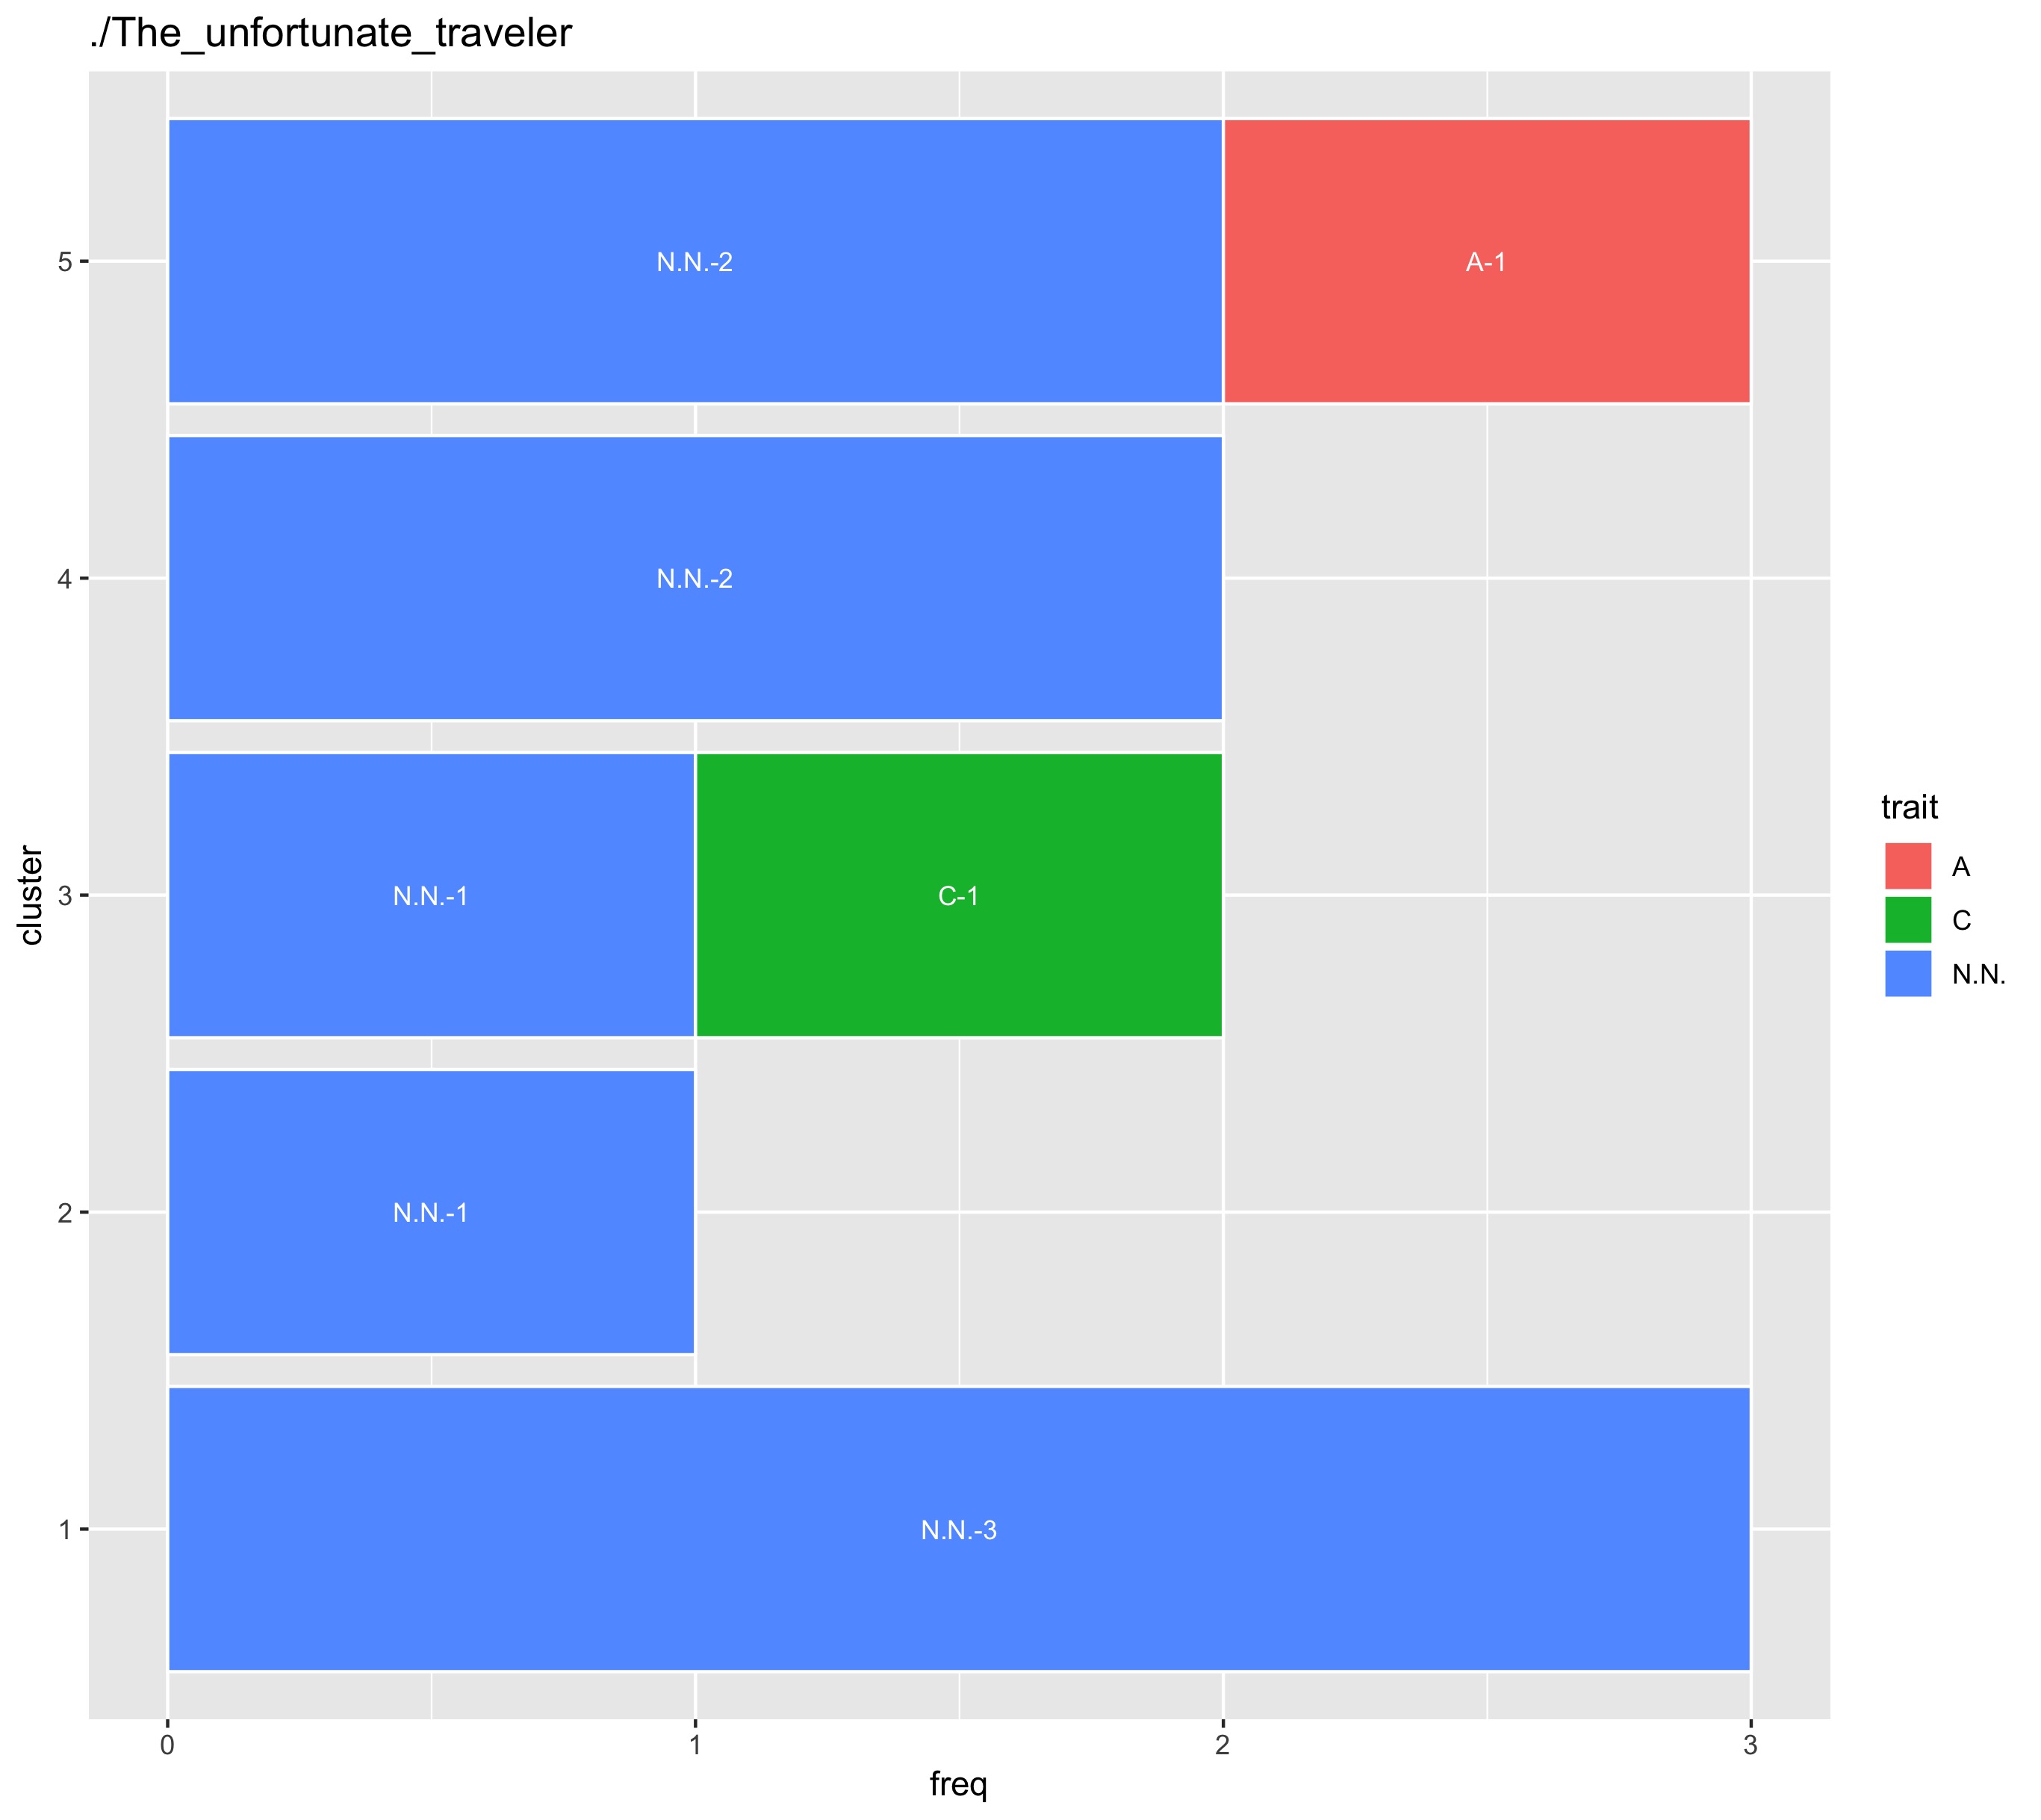 ./The_unfortunate_traveler
5
N.N.-2
A-1
4
N.N.-2
3
N.N.-1
C-1
2
N.N.-1
1
N.N.-3
cluster
0
1
2
3
freq
trait
A
C
N.N.